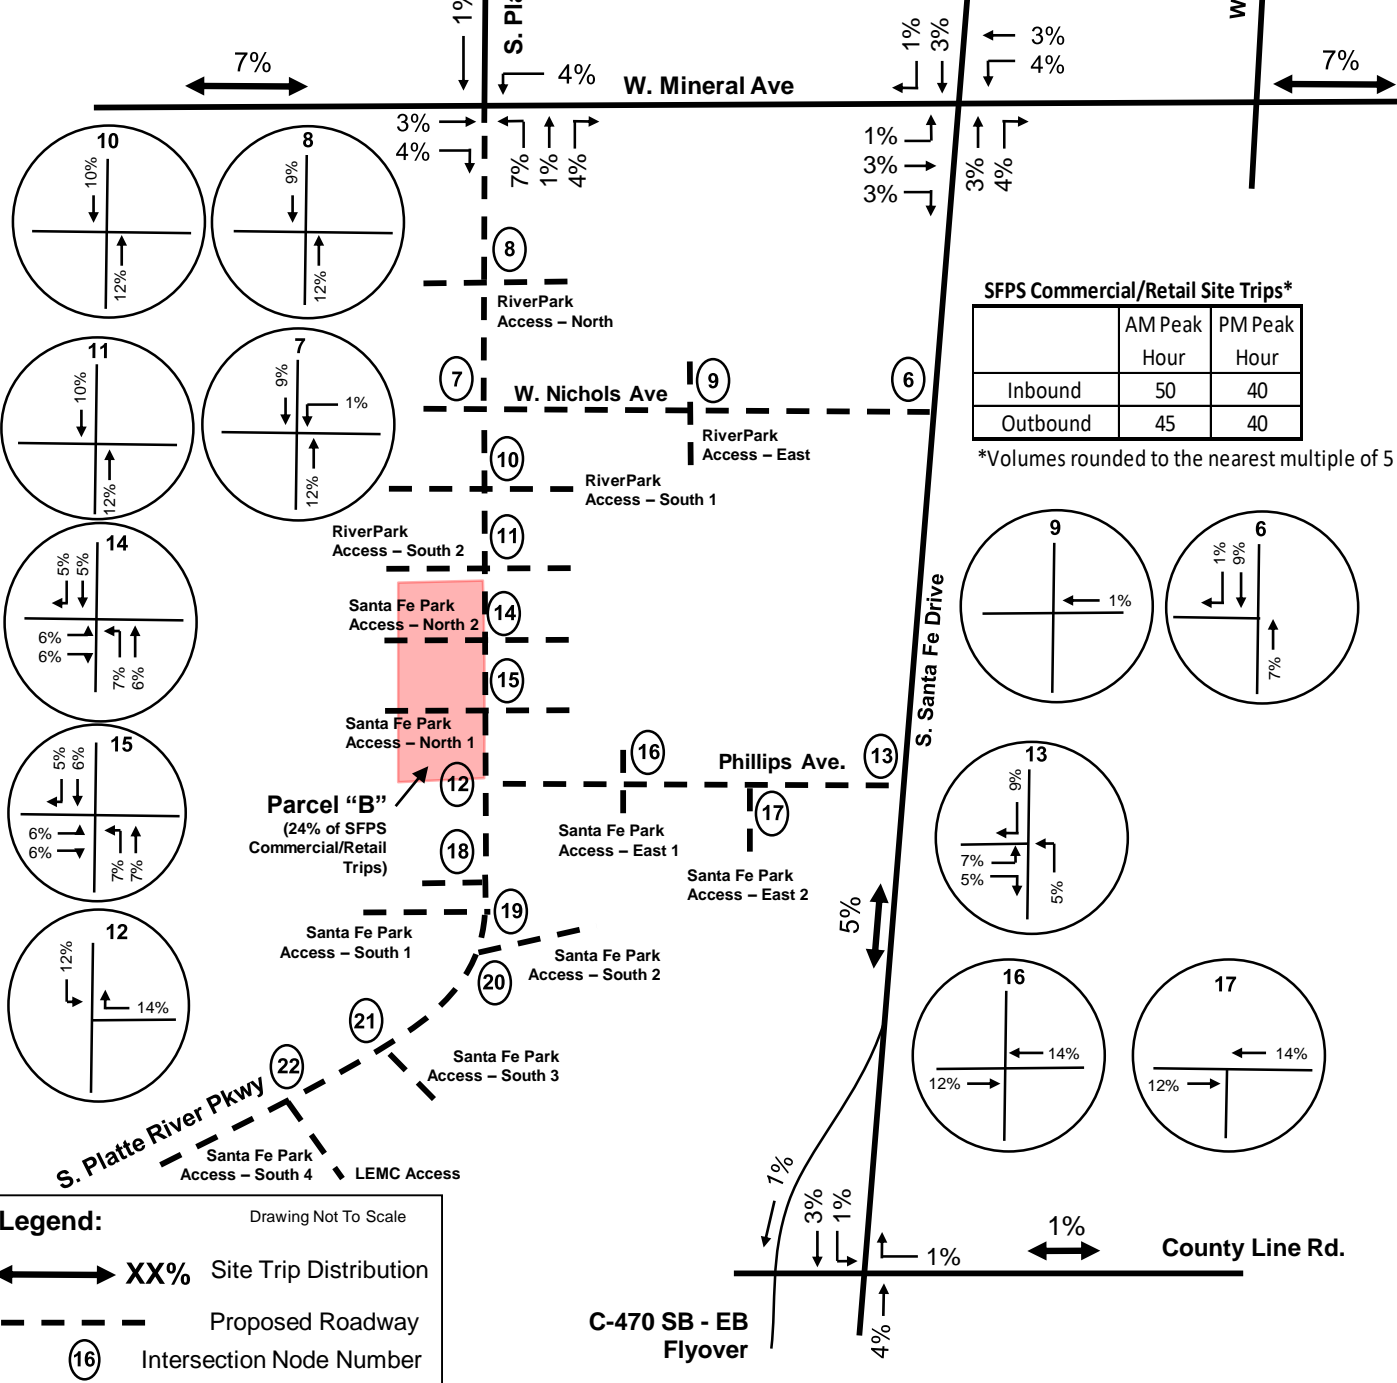 1%
S. Pla
7%
4%
W. Mineral Ave
1%
3%
3%
4%
W
7%
3%
4%
7%
1%
4%
1%
3%
3%
3%
4%
10
10%
12%
8
9%
12%
8
RiverPark
Access – North
SFPS Commercial/Retail Site Trips*
AM Peak Hour
PM Peak Hour
Inbound 50 40
Outbound 45 40
*Volumes rounded to the nearest multiple of 5
11
10%
12%
7
9%
1%
12%
7
W. Nichols Ave
9
6
RiverPark
Access – East
10
RiverPark
Access – South 1
RiverPark
Access – South 2
11
14
5%
5%
6%
6%
7%
6%
Santa Fe Park
Access – North 2
14
15
Santa Fe Park
Access – North 1
S. Santa Fe Drive
9
1%
6
1%
9%
7%
15
5%
6%
6%
6%
7%
7%
12
Parcel “B”
(24% of SFPS
Commercial/Retail
Trips)
16
Phillips Ave.
13
17
Santa Fe Park
Access – East 1
Santa Fe Park
Access – East 2
13
9%
7%
5%
5%
18
19
Santa Fe Park
Access – South 1
Santa Fe Park
Access – South 2
20
5%
12
12%
14%
21
Santa Fe Park
Access – South 3
22
S. Platte River Pkwy
Santa Fe Park
Access – South 4
LEMC Access
16
14%
12%
17
14%
12%
1%
3%
1%
1%
1%
County Line Rd.
C-470 SB - EB
Flyover
4%
Legend:
Drawing Not To Scale
XX% Site Trip Distribution
Proposed Roadway
16 Intersection Node Number